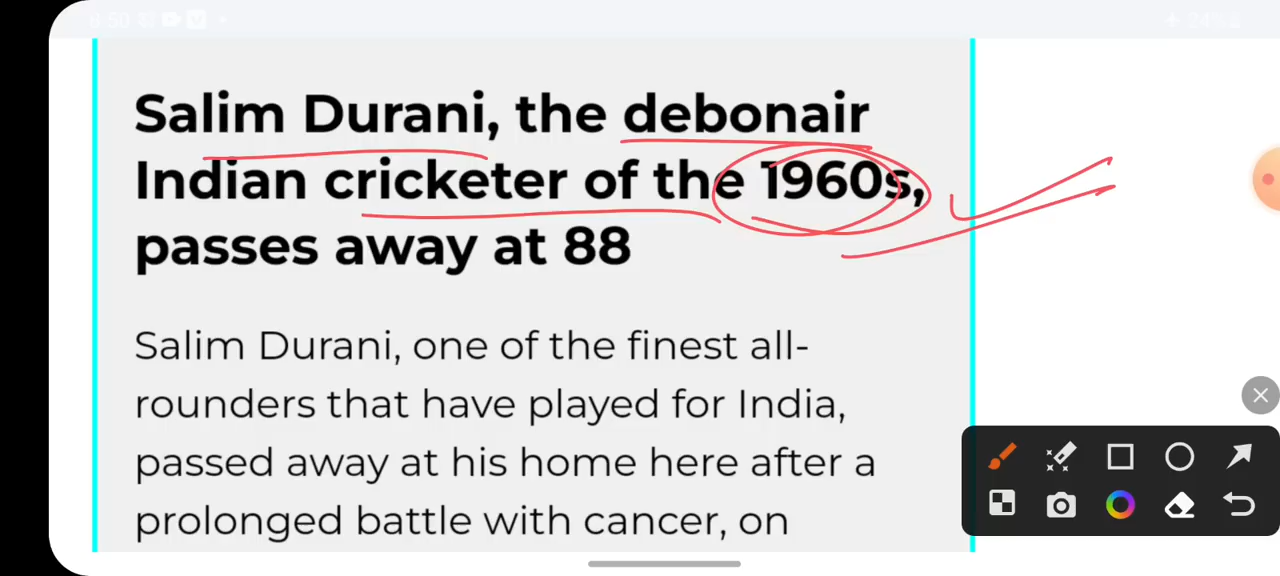 8:50
Salim Durani, the debonair
Indian cricketer of the 1960s,
passes away at 88
Salim Durani, one of the finest all-
rounders that have played for India,
passed away at his home here after a
prolonged battle with cancer, on